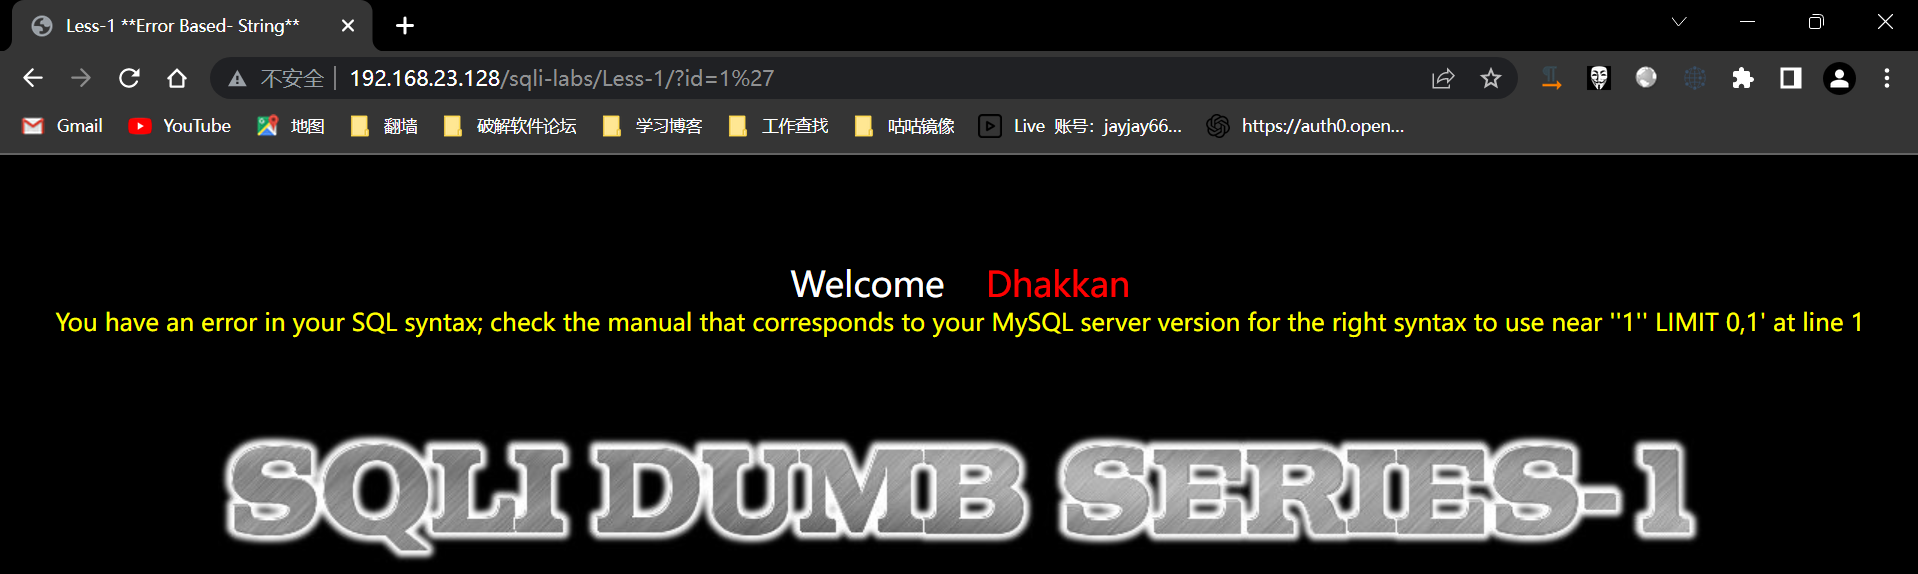 Less-1 **Error Based- String**
不安全 192.168.23.128/sqli-labs/Less-1/?id=1%27
Gmail YouTube 地图 翻墙 破解软件论坛 学习博客 工作查找 咕咕镜像 Live 账号：jayjay66... https://auth0.open...
Welcome Dhakkan
You have an error in your SQL syntax; check the manual that corresponds to your MySQL server version for the right syntax to use near ''1'' LIMIT 0,1' at line 1
SQLI DUMB SERIES-1